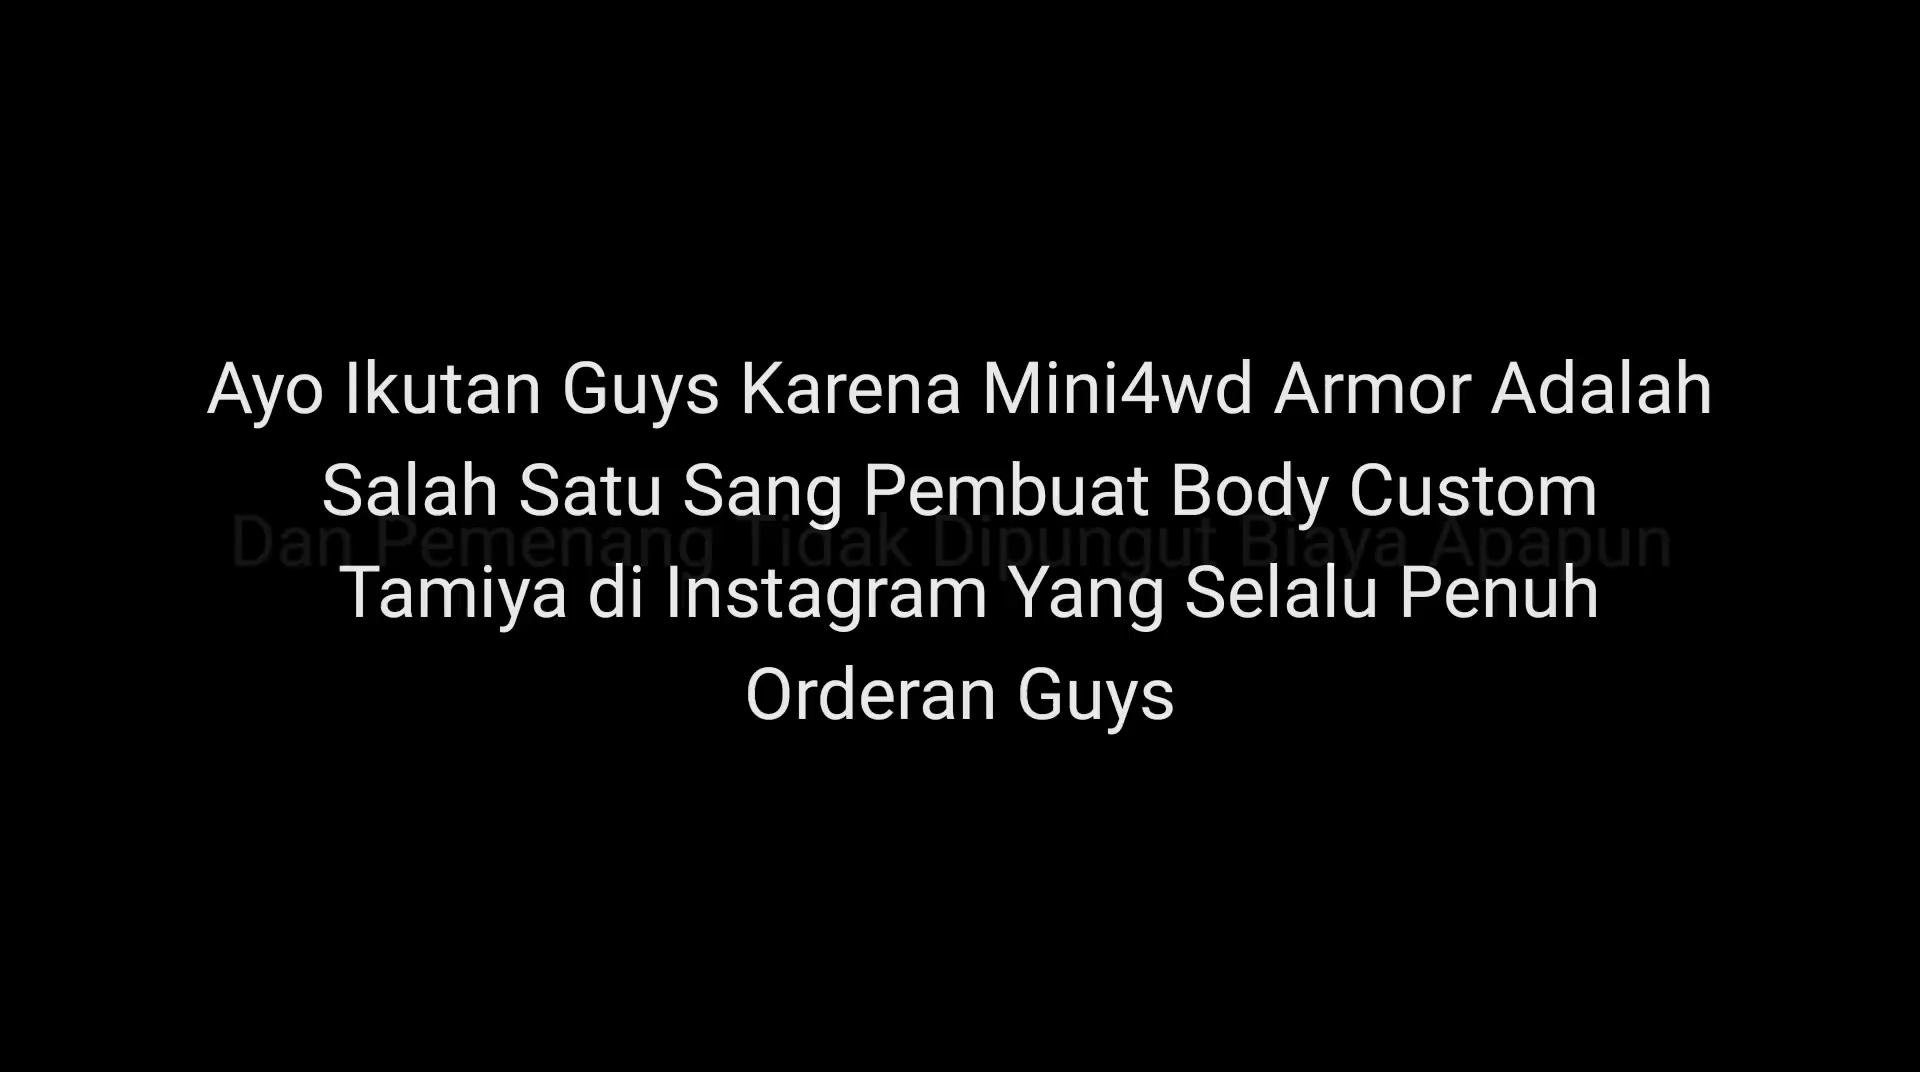 Ayo Ikutan Guys Karena Mini4wd Armor Adalah
Salah Satu Sang Pembuat Body Custom
Dan Pemenang Tidak Dipungut Biaya Apapun
Tamiya di Instagram Yang Selalu Penuh
Orderan Guys